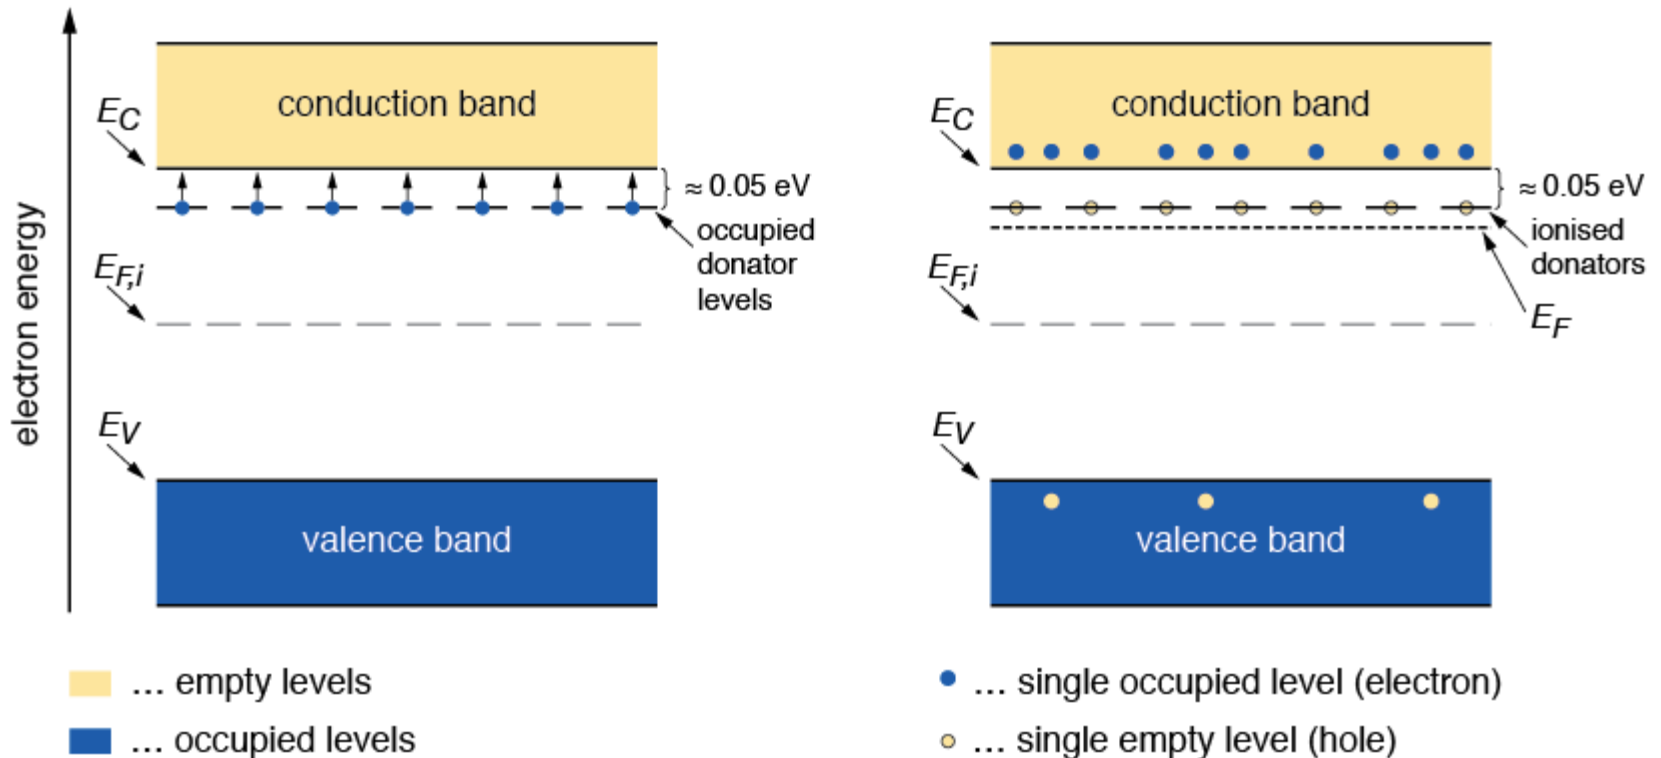 electron energy
conduction band
E_C
≈ 0.05 eV
occupied
donator
levels
E_F,i
E_V
valence band
... empty levels
... occupied levels
conduction band
E_C
≈ 0.05 eV
ionised
donators
E_F,i
E_F
E_V
valence band
... single occupied level (electron)
... single empty level (hole)